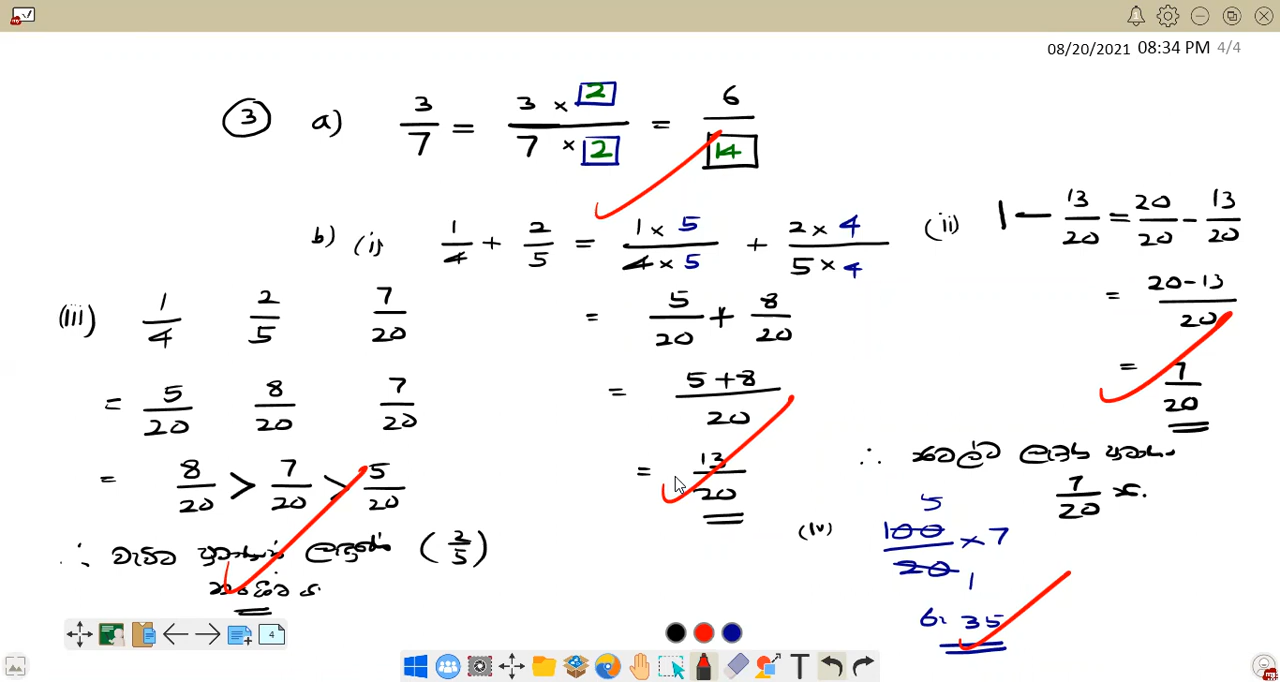 08/20/2021 08:34 PM 4/4
③ a) 3/7 = 3 × 2 / 7 × 2 = 6/14
b) (i) 1/4 + 2/5 = 1 × 5 / 4 × 5 + 2 × 4 / 5 × 4
= 5/20 + 8/20
= 5 + 8 / 20
= 13/20
(ii) 1 - 13/20 = 20/20 - 13/20
= 20 - 13 / 20
= 7/20
∴ ලැබූ
7/20 කි.
(iii) 1/4 2/5 7/20
= 5/20 8/20 7/20
= 8/20 > 7/20 > 5/20
∴ වැඩිම (2/5)
(iv) 100/20 × 7
5
1
රු. 35
4
T